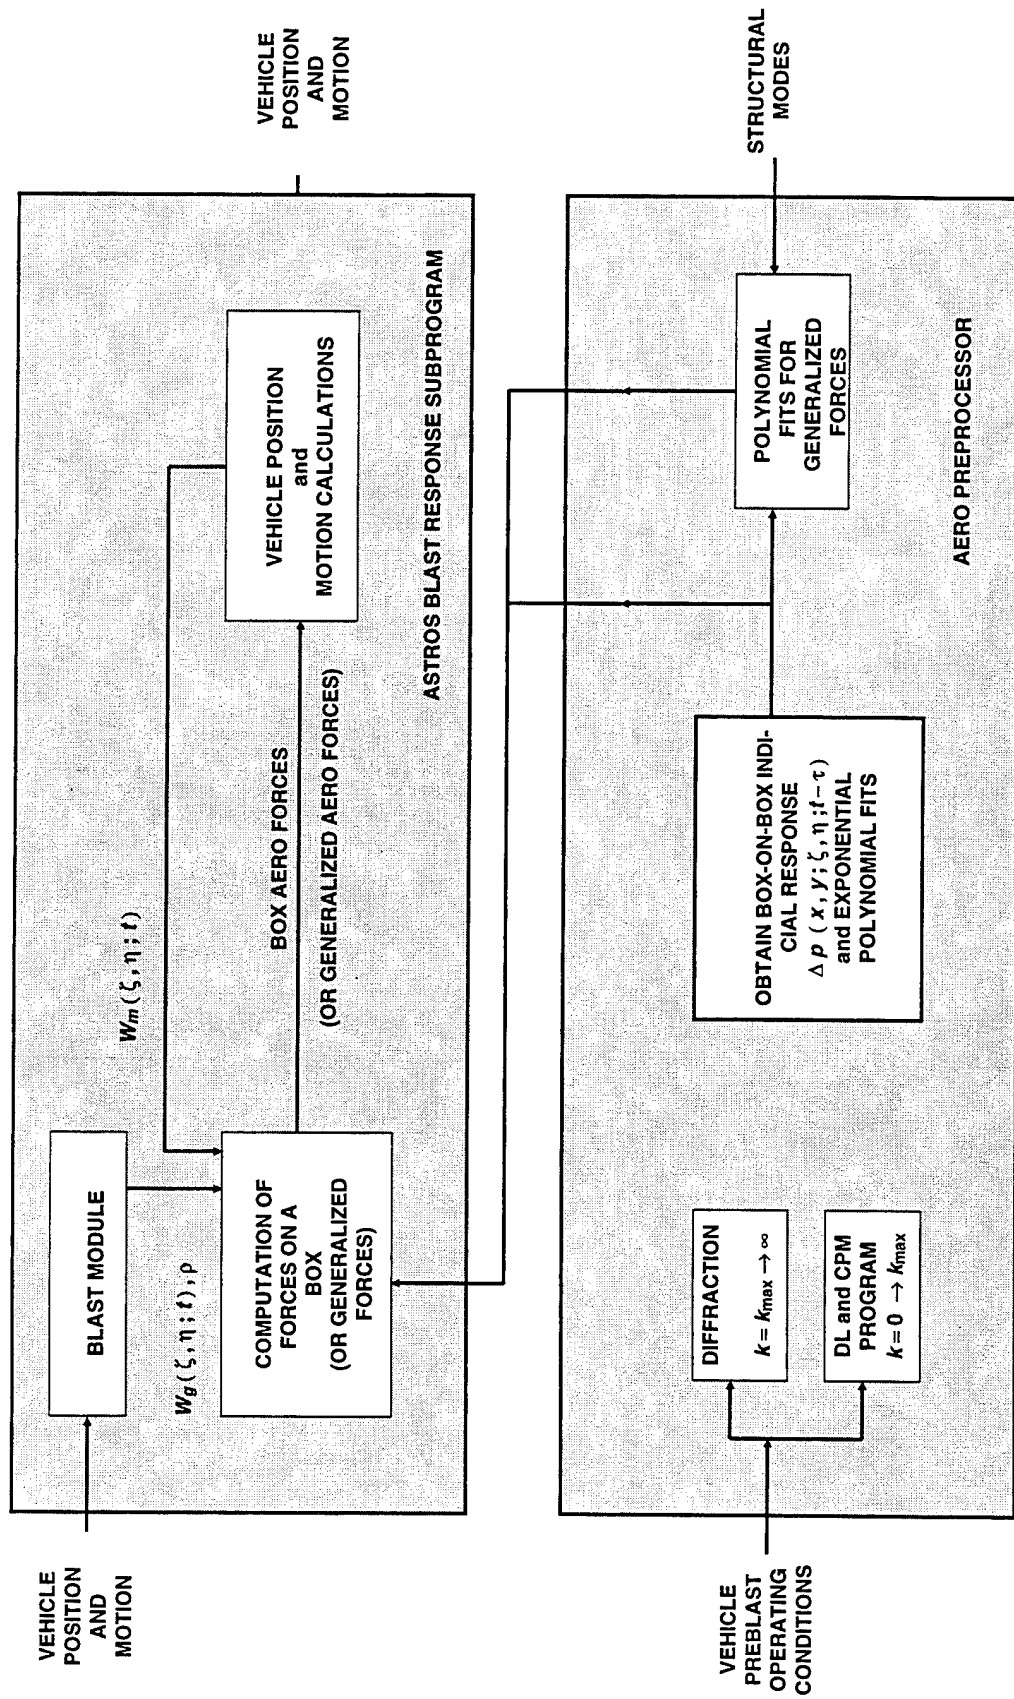 VEHICLE
POSITION
AND
MOTION
BLAST MODULE
W_g (ζ, η ; t), ρ
W_m (ζ, η ; t)
COMPUTATION OF
FORCES ON A
BOX
(OR GENERALIZED
FORCES)
BOX AERO FORCES
(OR GENERALIZED AERO FORCES)
VEHICLE POSITION
and
MOTION CALCULATIONS
ASTROS BLAST RESPONSE SUBPROGRAM
VEHICLE
POSITION
AND
MOTION
VEHICLE
PREBLAST
OPERATING
CONDITIONS
DIFFRACTION
k = k_max → ∞
DL and CPM
PROGRAM
k = 0 → k_max
OBTAIN BOX-ON-BOX INDI-
CIAL RESPONSE
Δ p ( x, y ; ζ, η ; t – τ )
and EXPONENTIAL
POLYNOMIAL FITS
POLYNOMIAL
FITS FOR
GENERALIZED
FORCES
AERO PREPROCESSOR
STRUCTURAL
MODES